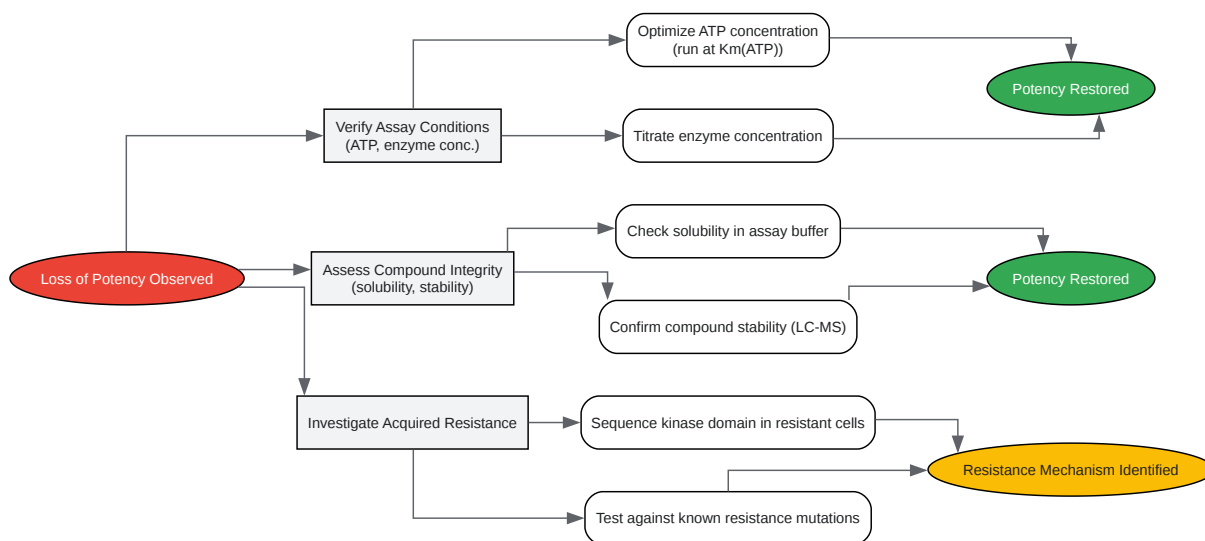 Optimize ATP concentration
(run at Km(ATP))
Potency Restored
Verify Assay Conditions
(ATP, enzyme conc.)
Titrate enzyme concentration
Check solubility in assay buffer
Loss of Potency Observed
Assess Compound Integrity
(solubility, stability)
Potency Restored
Confirm compound stability (LC-MS)
Investigate Acquired Resistance
Sequence kinase domain in resistant cells
Resistance Mechanism Identified
Test against known resistance mutations